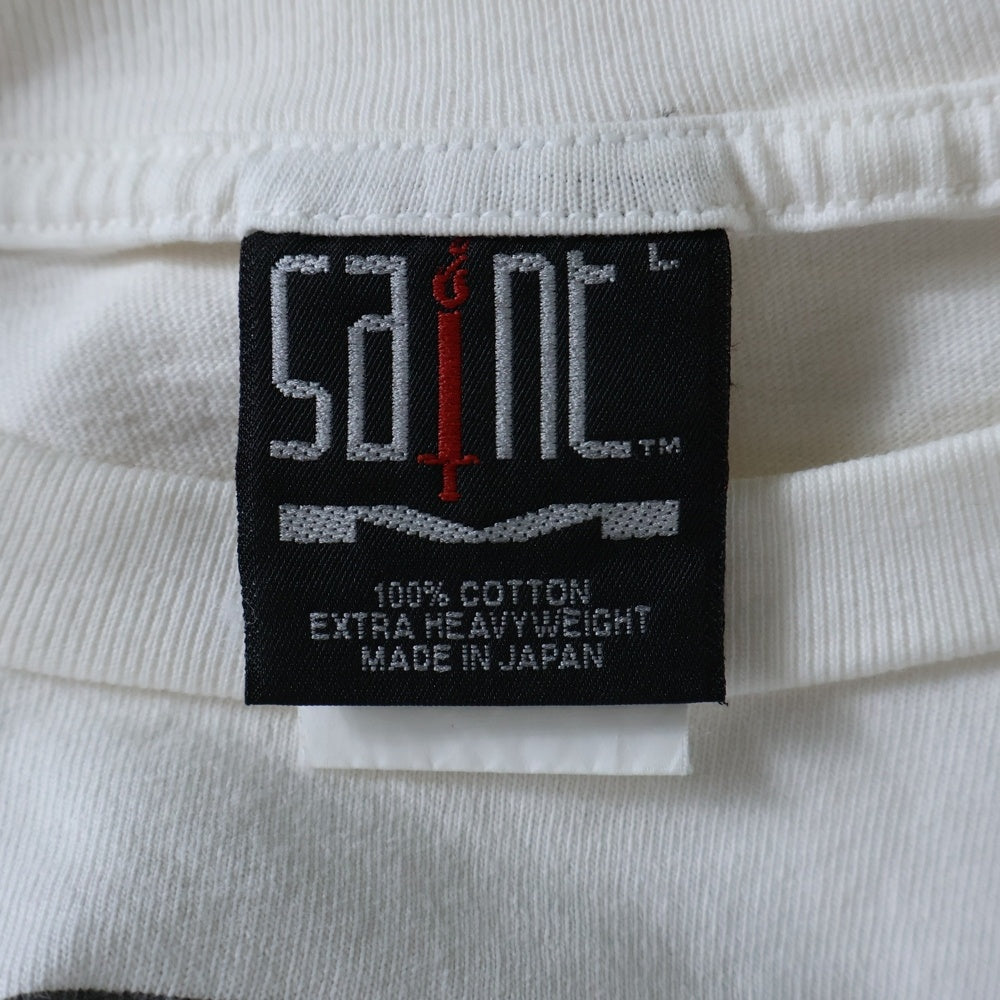 saint L
™
100% COTTON
EXTRA HEAVYWEIGHT
MADE IN JAPAN